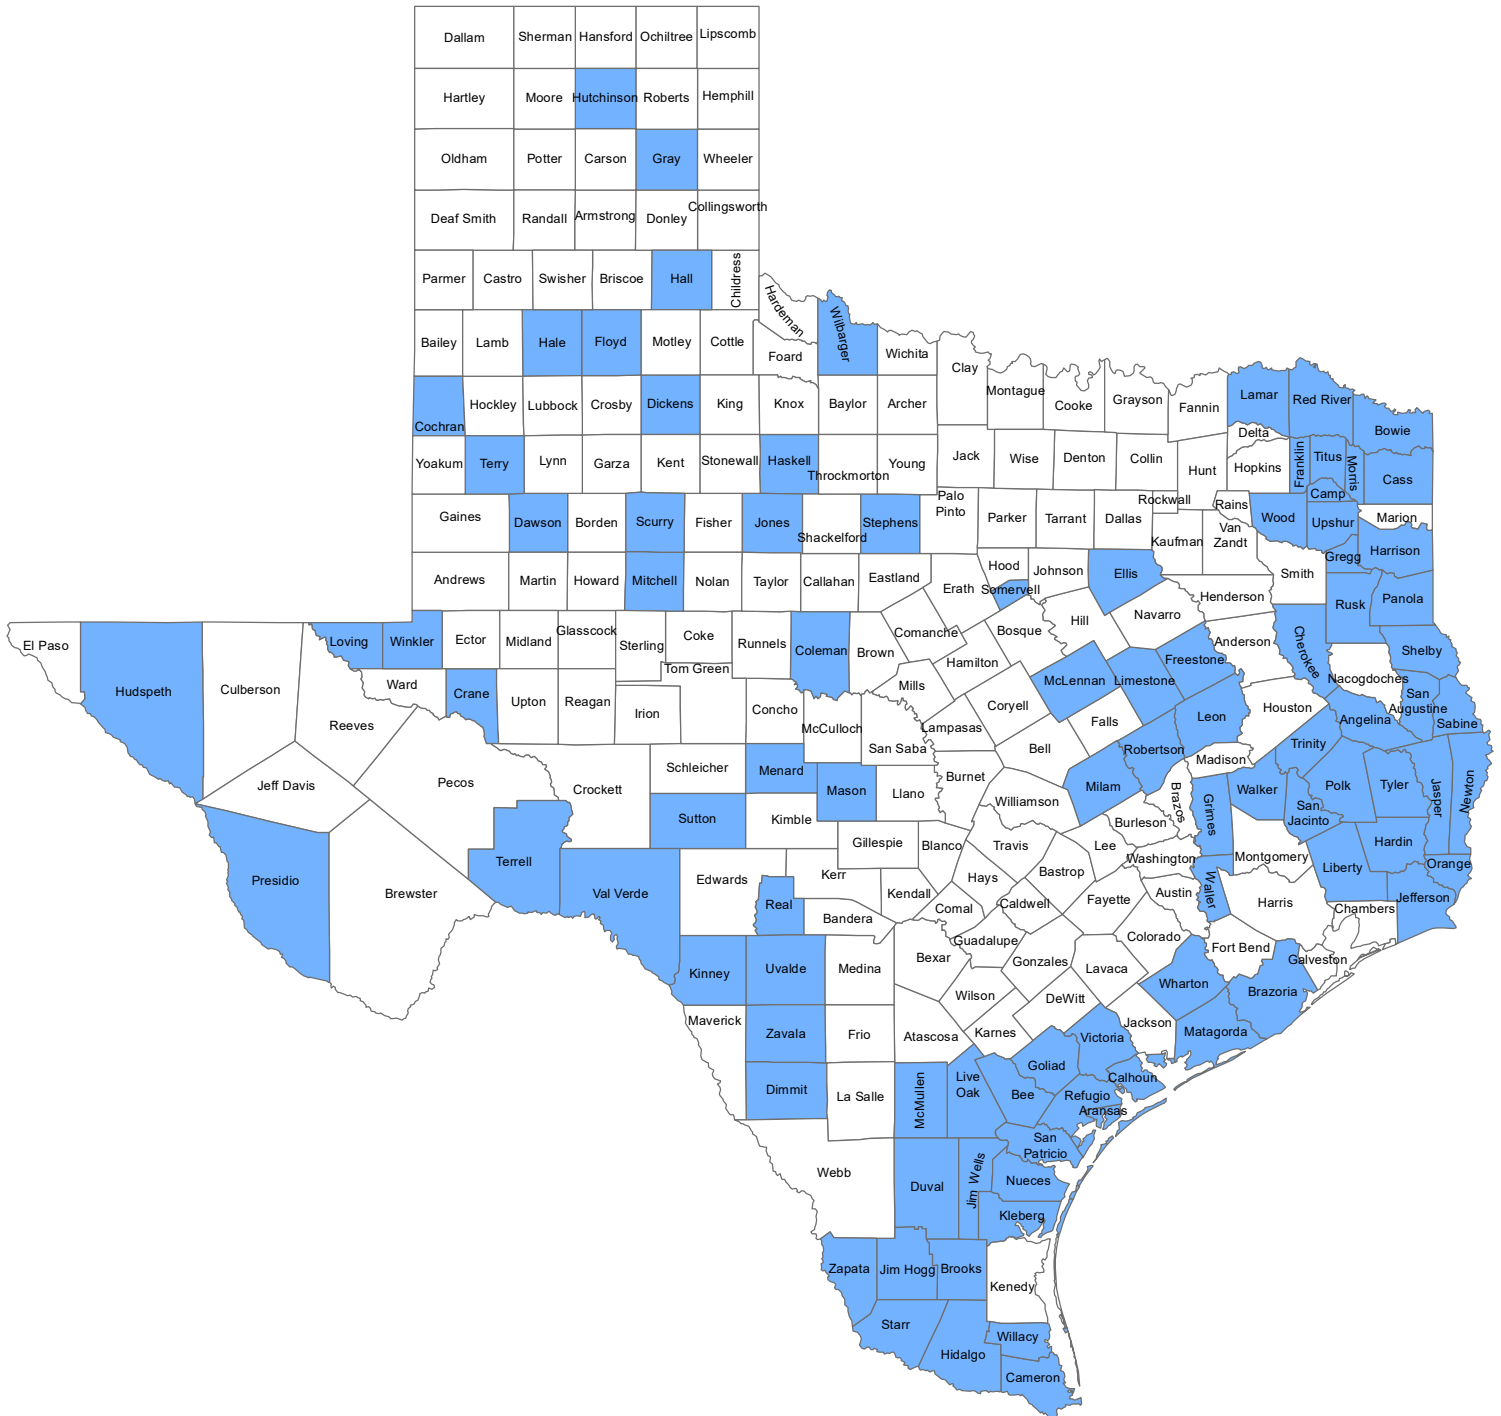 Dallam
Sherman
Hansford
Ochiltree
Lipscomb
Hartley
Moore
Hutchinson
Roberts
Hemphill
Oldham
Potter
Carson
Gray
Wheeler
Deaf Smith
Randall
Armstrong
Donley
Collingsworth
Parmer
Castro
Swisher
Briscoe
Hall
Childress
Hardeman
Bailey
Lamb
Hale
Floyd
Motley
Cottle
Foard
Wilbarger
Wichita
Clay
Montague
Cooke
Grayson
Fannin
Lamar
Red River
Bowie
Cochran
Hockley
Lubbock
Crosby
Dickens
King
Knox
Baylor
Archer
Delta
Yoakum
Terry
Lynn
Garza
Kent
Stonewall
Haskell
Throckmorton
Young
Jack
Wise
Denton
Collin
Hunt
Hopkins
Franklin
Titus
Morris
Cass
Camp
Gaines
Dawson
Borden
Scurry
Fisher
Jones
Shackelford
Stephens
Palo
Pinto
Parker
Tarrant
Dallas
Rockwall
Rains
Kaufman
Van
Zandt
Wood
Upshur
Marion
Gregg
Harrison
Andrews
Martin
Howard
Mitchell
Nolan
Taylor
Callahan
Eastland
Erath
Hood
Somervell
Johnson
Ellis
Henderson
Smith
Rusk
Panola
El Paso
Hudspeth
Culberson
Loving
Winkler
Ector
Midland
Glasscock
Sterling
Coke
Tom Green
Runnels
Coleman
Brown
Comanche
Hamilton
Bosque
Hill
Navarro
Anderson
Cherokee
Nacogdoches
Shelby
Reeves
Ward
Crane
Upton
Reagan
Irion
Concho
McCulloch
San Saba
Mills
Lampasas
Coryell
McLennan
Limestone
Freestone
Falls
Leon
Houston
Angelina
San
Augustine
Sabine
Jeff Davis
Pecos
Crockett
Schleicher
Menard
Mason
Llano
Burnet
Bell
Milam
Robertson
Madison
Brazos
Grimes
Walker
Trinity
San
Jacinto
Polk
Tyler
Jasper
Newton
Presidio
Brewster
Terrell
Val Verde
Sutton
Kimble
Gillespie
Blanco
Williamson
Travis
Burleson
Lee
Washington
Montgomery
Liberty
Hardin
Orange
Jefferson
Edwards
Real
Kerr
Bandera
Kendall
Comal
Hays
Caldwell
Bastrop
Fayette
Austin
Waller
Harris
Chambers
Kinney
Uvalde
Medina
Bexar
Guadalupe
Gonzales
Lavaca
Colorado
Fort Bend
Galveston
Brazoria
Maverick
Zavala
Frio
Atascosa
Wilson
Karnes
DeWitt
Jackson
Wharton
Matagorda
Dimmit
La Salle
McMullen
Live
Oak
Bee
Goliad
Victoria
Calhoun
Refugio
Aransas
San
Patricio
Webb
Duval
Jim Wells
Nueces
Kleberg
Zapata
Jim Hogg
Brooks
Kenedy
Starr
Hidalgo
Willacy
Cameron